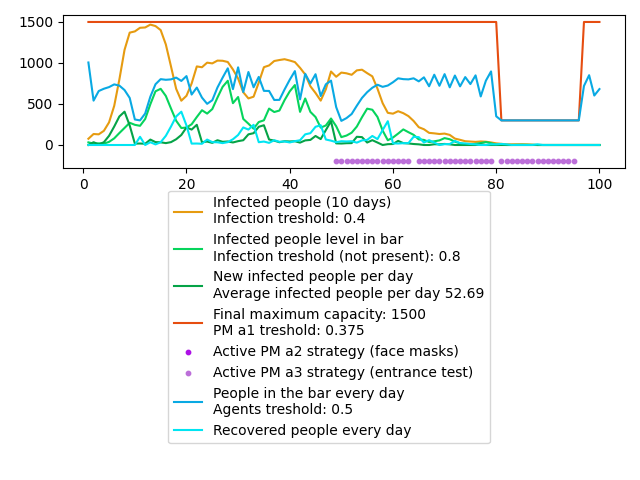 1500
1000
500
0
0
20
40
60
80
100
Infected people (10 days)
Infection treshold: 0.4
Infected people level in bar
Infection treshold (not present): 0.8
New infected people per day
Average infected people per day 52.69
Final maximum capacity: 1500
PM a1 treshold: 0.375
Active PM a2 strategy (face masks)
Active PM a3 strategy (entrance test)
People in the bar every day
Agents treshold: 0.5
Recovered people every day